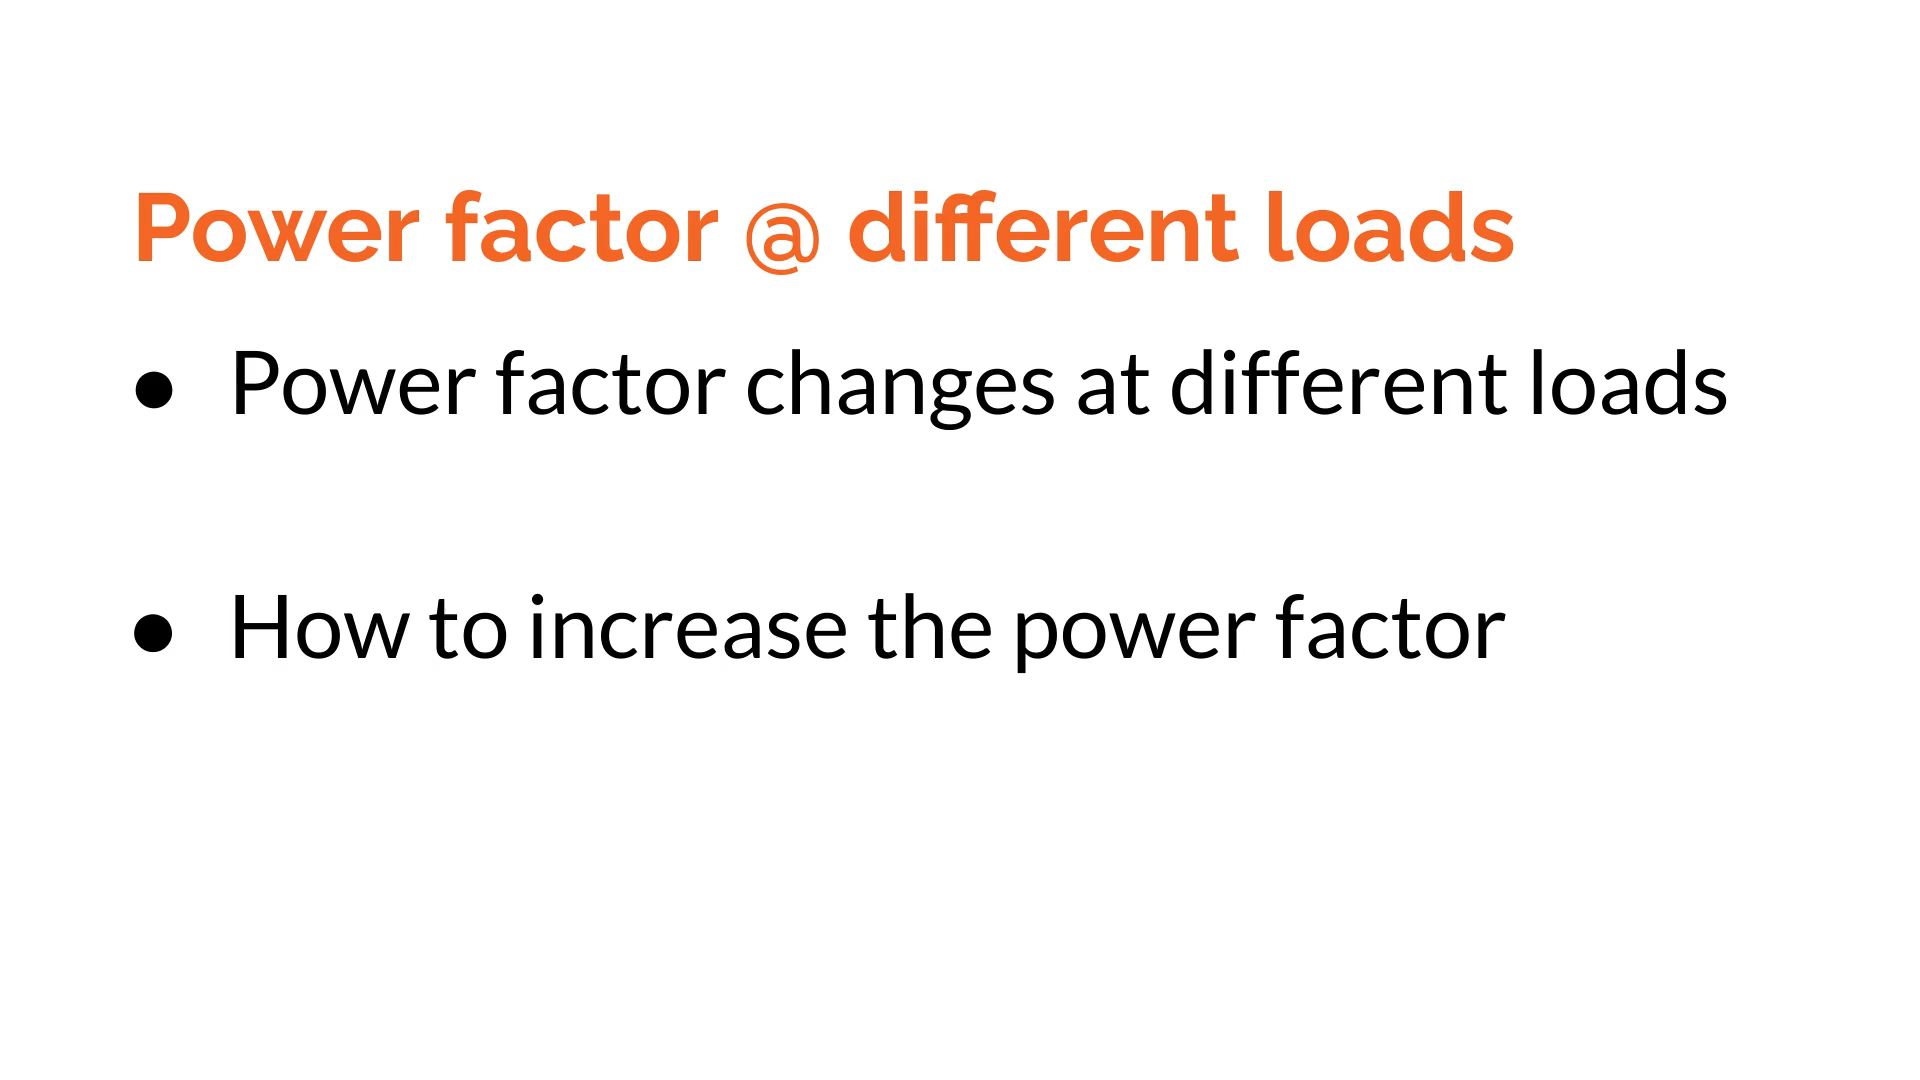 Power factor @ different loads
● Power factor changes at different loads
● How to increase the power factor